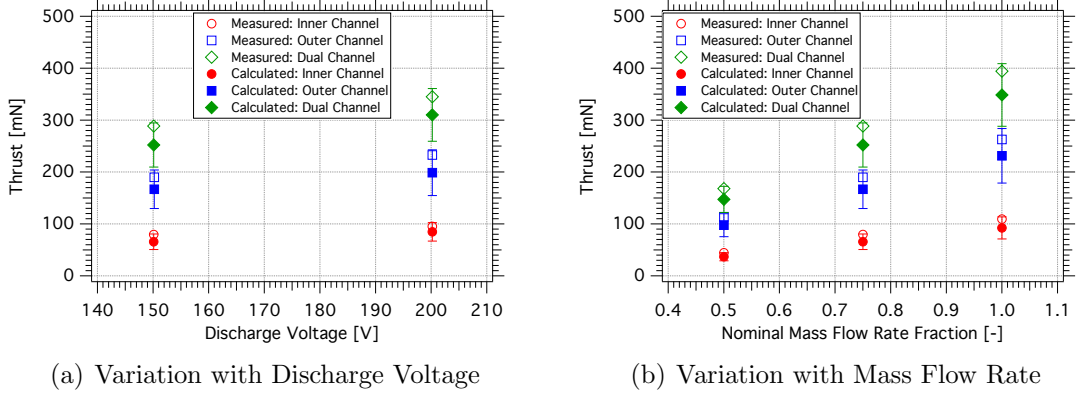 500
400
300
200
100
0
Thrust [mN]
Measured: Inner Channel
Measured: Outer Channel
Measured: Dual Channel
Calculated: Inner Channel
Calculated: Outer Channel
Calculated: Dual Channel
140 150 160 170 180 190 200 210
Discharge Voltage [V]
(a) Variation with Discharge Voltage
500
400
300
200
100
0
Thrust [mN]
Measured: Inner Channel
Measured: Outer Channel
Measured: Dual Channel
Calculated: Inner Channel
Calculated: Outer Channel
Calculated: Dual Channel
0.4 0.5 0.6 0.7 0.8 0.9 1.0 1.1
Nominal Mass Flow Rate Fraction [-]
(b) Variation with Mass Flow Rate